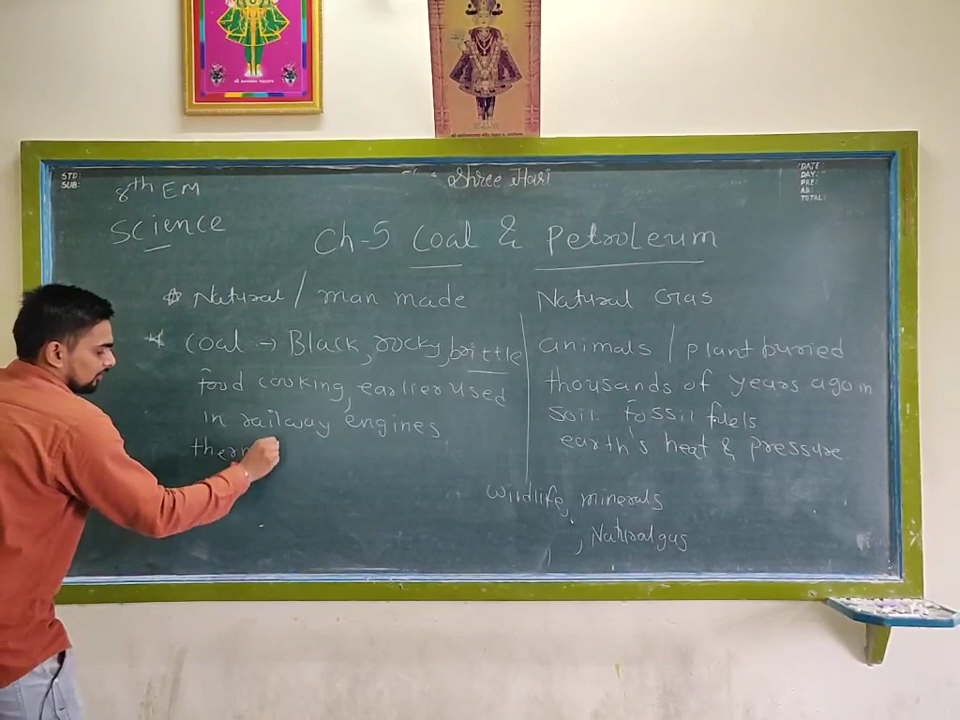 STD:
SUB:
Shree Hari
DATE
DAY:
PRE:
AB:
TOTAL:
8th EM
Science
Ch-5 Coal & Petroleum
Natural / man made
Coal → Black, rocky, brittle
food cooking, earlier used
in railway engines
ther
Natural Gas
animals / plant buried
thousands of years ago in
soil. fossil fuels
earth's heat & pressure
Wildlife, minerals
, Natural gas